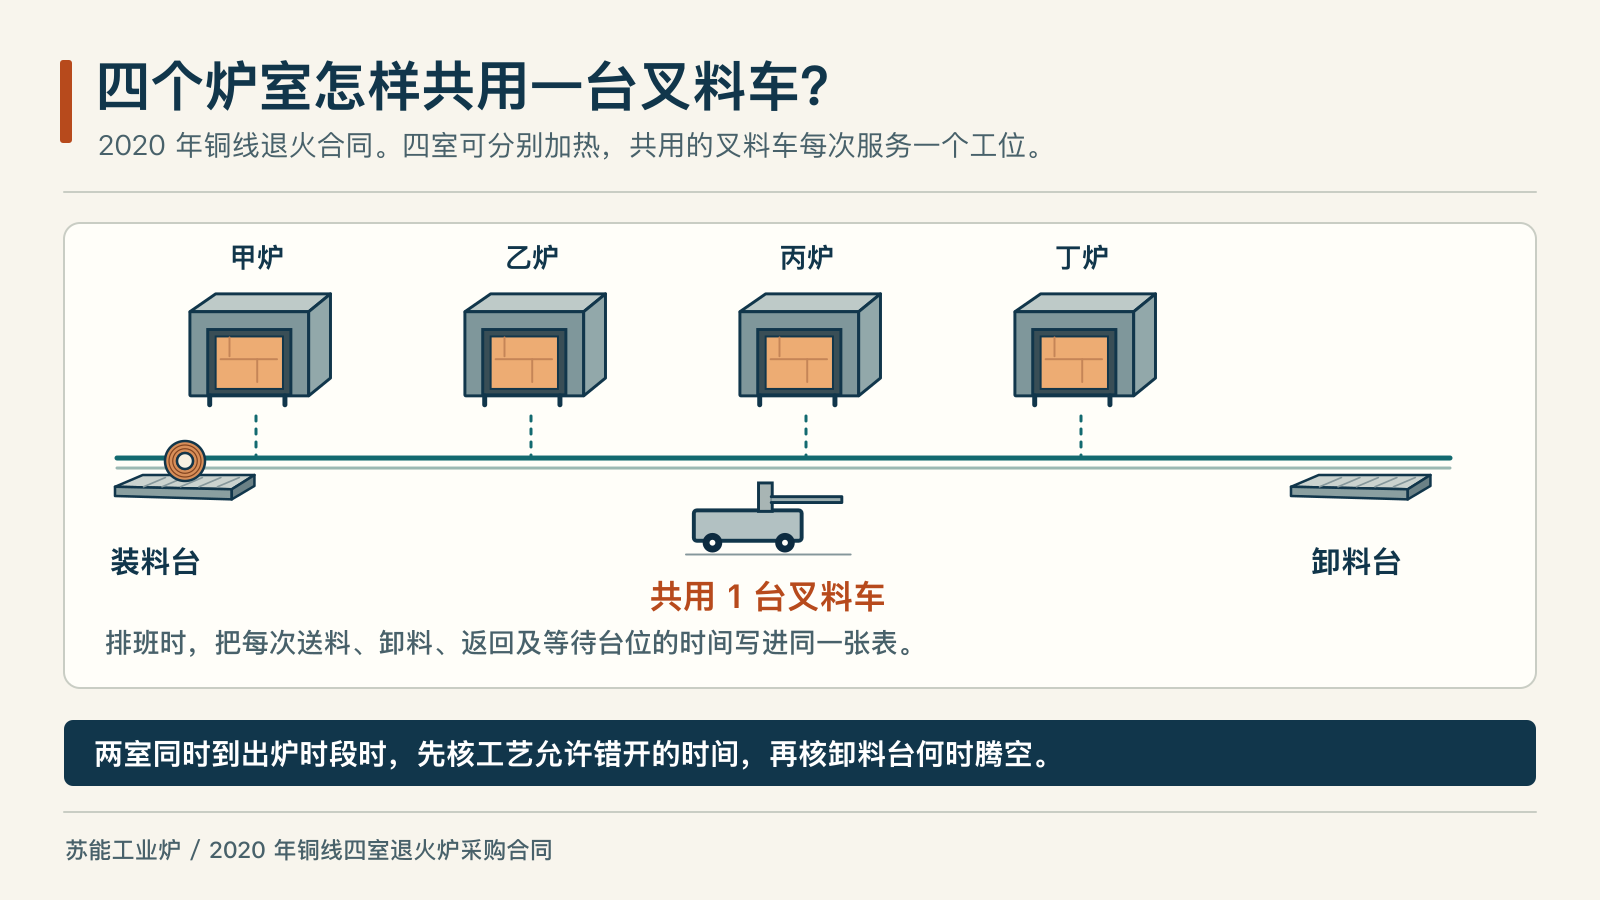 四个炉室怎样共用一台叉料车?
2020 年铜线退火合同。四室可分别加热，共用的叉料车每次服务一个工位。
甲炉
乙炉
丙炉
丁炉
装料台
卸料台
共用 1 台叉料车
排班时，把每次送料、卸料、返回及等待台位的时间写进同一张表。
两室同时到出炉时段时，先核工艺允许错开的时间，再核卸料台何时腾空。
苏能工业炉 / 2020 年铜线四室退火炉采购合同